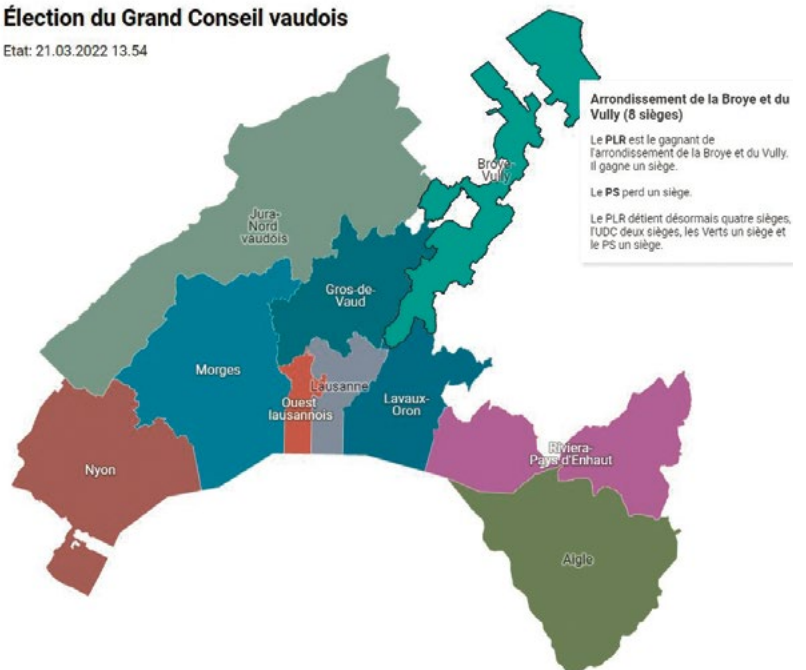 Élection du Grand Conseil vaudois
Etat: 21.03.2022 13.54
Arrondissement de la Broye et du
Vully (8 sièges)
Le PLR est le gagnant de
l'arrondissement de la Broye et du Vully.
Il gagne un siège.
Le PS perd un siège.
Le PLR détient désormais quatre sièges,
l'UDC deux sièges, les Verts un siège et
le PS un siège.
Broye-
Vully
Jura-
Nord
vaudois
Gros-de-
Vaud
Morges
Lausanne
Ouest
lausannois
Lavaux-
Oron
Nyon
Riviera-
Pays d'Enhaut
Aigle